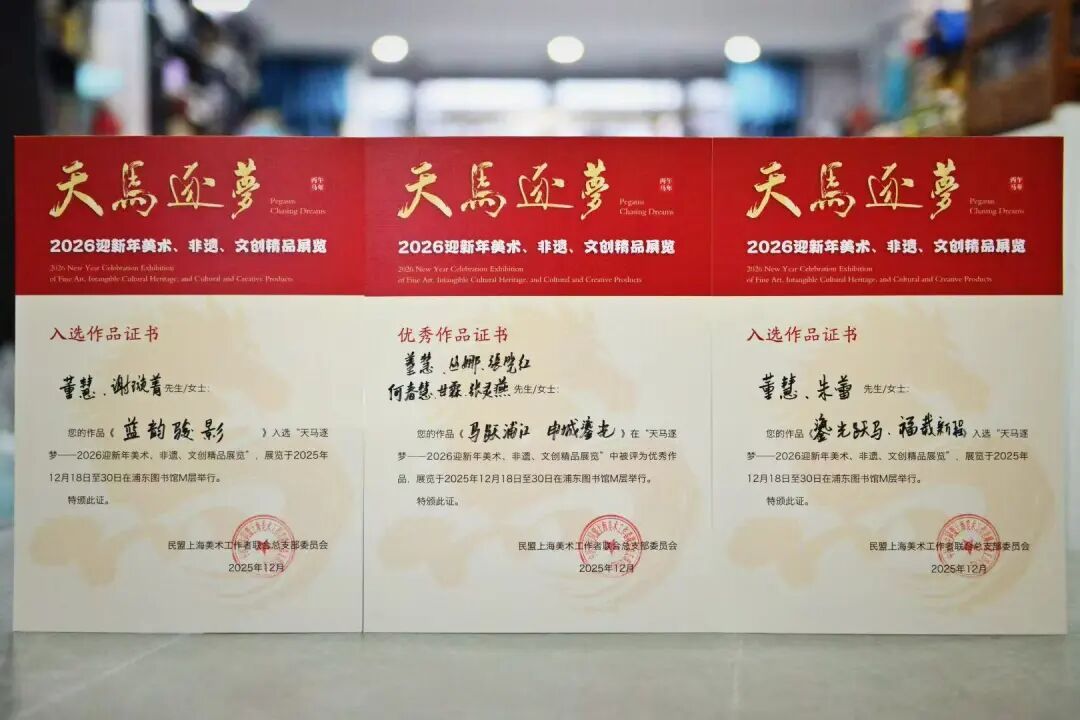 天馬逐夢
丙午
马年
Pegasus
Chasing Dreams
2026迎新年美术、非遗、文创精品展览
2026 New Year Celebration Exhibition
of Fine Art, Intangible Cultural Heritage, and Cultural and Creative Products
入选作品证书
董慧、谢琰菁先生/女士:
您的作品《蓝韵骏影》入选“天马逐
梦——2026迎新年美术、非遗、文创精品展览”，展览于2025年
12月18日至30日在浦东图书馆M层举行。
特颁此证。
民盟上海美术工作者联合总支部委员会
2025年12月
天馬逐夢
丙午
马年
Pegasus
Chasing Dreams
2026迎新年美术、非遗、文创精品展览
2026 New Year Celebration Exhibition
of Fine Art, Intangible Cultural Heritage, and Cultural and Creative Products
优秀作品证书
董慧、丛娜、张晓红
何春慧、甘霖、张灵燕先生/女士:
您的作品《马跃浦江 申城鎏光》在“天马逐
梦——2026迎新年美术、非遗、文创精品展览”中被评为优秀作
品，展览于2025年12月18日至30日在浦东图书馆M层举行。
特颁此证。
民盟上海美术工作者联合总支部委员会
2025年12月
天馬逐夢
丙午
马年
Pegasus
Chasing Dreams
2026迎新年美术、非遗、文创精品展览
2026 New Year Celebration Exhibition
of Fine Art, Intangible Cultural Heritage, and Cultural and Creative Products
入选作品证书
董慧、朱蕾 先生/女士:
您的作品《鎏光跃马、福载新程》入选“天马逐
梦——2026迎新年美术、非遗、文创精品展览”，展览于2025年
12月18日至30日在浦东图书馆M层举行。
特颁此证。
民盟上海美术工作者联合总支部委员会
2025年12月